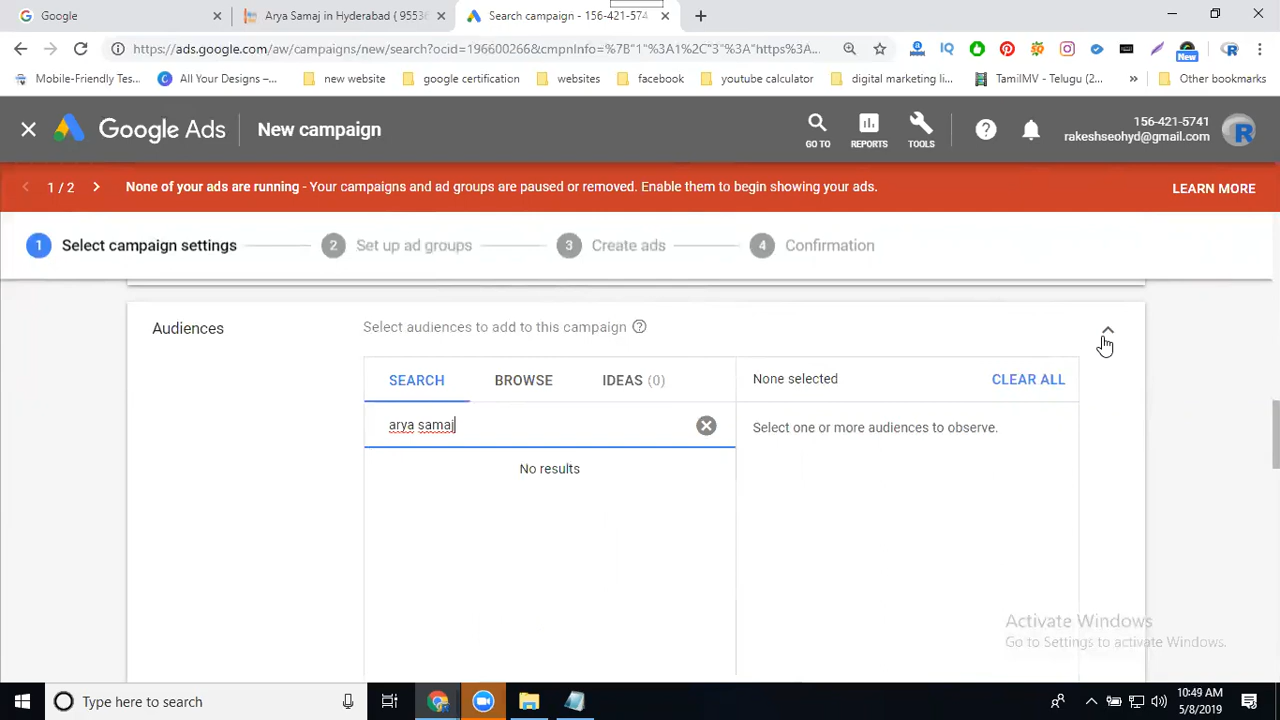 Google
Arya Samaj in Hyderabad (9553
Search campaign - 156-421-574
https://ads.google.com/aw/campaigns/new/search?ocid=196600266&cmpnInfo=%7B"1"%3A1%2C"3"%3A"https%3A...
New
Mobile-Friendly Tes...
All Your Designs –...
new website
google certification
websites
facebook
youtube calculator
digital marketing li...
TamilMV - Telugu (2...
»
Other bookmarks
Google Ads
New campaign
GO TO
REPORTS
TOOLS
156-421-5741
rakeshseohyd@gmail.com
1 / 2
None of your ads are running - Your campaigns and ad groups are paused or removed. Enable them to begin showing your ads.
LEARN MORE
1 Select campaign settings
2 Set up ad groups
3 Create ads
4 Confirmation
Audiences
Select audiences to add to this campaign
SEARCH
BROWSE
IDEAS (0)
None selected
CLEAR ALL
arya samaj
Select one or more audiences to observe.
No results
Activate Windows
Go to Settings to activate Windows.
Type here to search
10:49 AM
5/8/2019